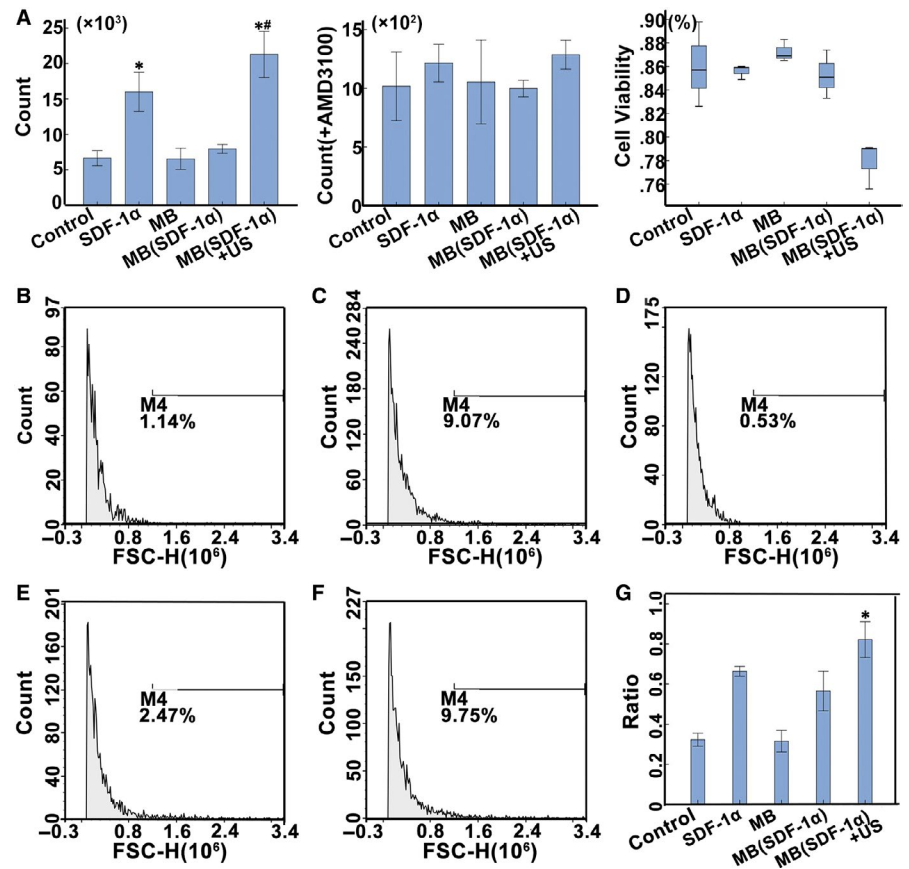 A
(×10³)
Count
25
20
15
10
5
0
*
*#
Control
SDF-1α
MB
MB(SDF-1α)
MB(SDF-1α)
+US
(×10²)
Count(+AMD3100)
15
10
5
0
Control
SDF-1α
MB
MB(SDF-1α)
MB(SDF-1α)
+US
(%)
Cell Viability
.90
.88
.86
.84
.82
.80
.78
.76
Control
SDF-1α
MB
MB(SDF-1α)
MB(SDF-1α)
+US
B
Count
97
80
60
40
20
0
M4
1.14%
−0.3 0.8 1.6 2.4 3.4
FSC-H(10⁶)
C
Count
284
240
180
120
60
0
M4
9.07%
−0.3 0.8 1.6 2.4 3.4
FSC-H(10⁶)
D
Count
175
120
80
40
0
M4
0.53%
−0.3 0.8 1.6 2.4 3.4
FSC-H(10⁶)
E
Count
201
160
120
80
40
0
M4
2.47%
−0.3 0.8 1.6 2.4 3.4
FSC-H(10⁶)
F
Count
227
150
100
50
0
M4
9.75%
−0.3 0.8 1.6 2.4 3.4
FSC-H(10⁶)
G
Ratio
1.0
0.8
0.6
0.4
0.2
0
*
Control
SDF-1α
MB
MB(SDF-1α)
MB(SDF-1α)
+US